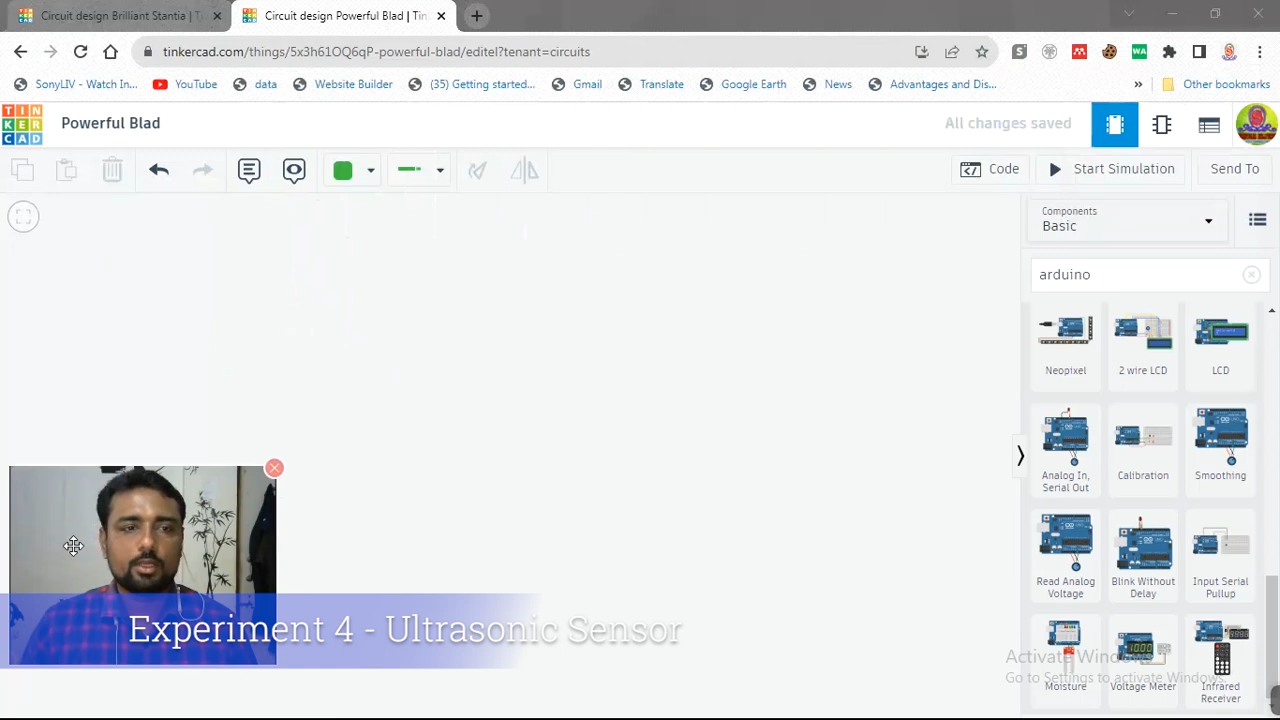 Circuit design Brilliant Stantia | T
Circuit design Powerful Blad | Tin
tinkercad.com/things/5x3h61OQ6qP-powerful-blad/editel?tenant=circuits
SonyLIV - Watch In...
YouTube
data
Website Builder
(35) Getting started...
Gmail
Translate
Google Earth
News
Advantages and Dis...
»
Other bookmarks
TIN
KER
CAD
Powerful Blad
All changes saved
Code
Start Simulation
Send To
Components
Basic
arduino
Neopixel
2 wire LCD
LCD
Analog In,
Serial Out
Calibration
Smoothing
Read Analog
Voltage
Blink Without
Delay
Input Serial
Pullup
Moisture
Voltage Meter
Infrared
Receiver
Activate Windows
Go to Settings to activate Windows.
Experiment 4 - Ultrasonic Sensor